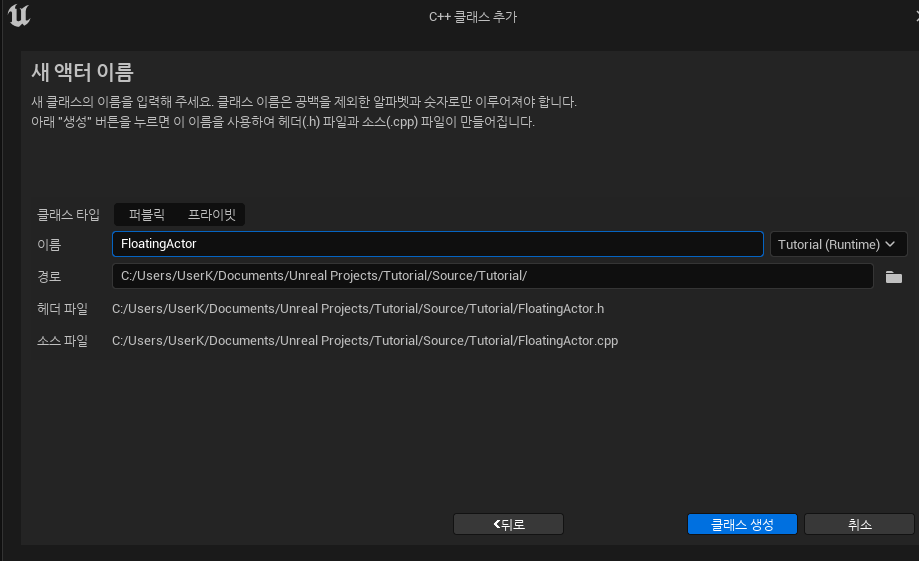 C++ 클래스 추가
새 액터 이름
새 클래스의 이름을 입력해 주세요. 클래스 이름은 공백을 제외한 알파벳과 숫자로만 이루어져야 합니다.
아래 "생성" 버튼을 누르면 이 이름을 사용하여 헤더(.h) 파일과 소스(.cpp) 파일이 만들어집니다.
클래스 타입 퍼블릭 프라이빗
이름 FloatingActor Tutorial (Runtime)
경로 C:/Users/UserK/Documents/Unreal Projects/Tutorial/Source/Tutorial/
헤더 파일 C:/Users/UserK/Documents/Unreal Projects/Tutorial/Source/Tutorial/FloatingActor.h
소스 파일 C:/Users/UserK/Documents/Unreal Projects/Tutorial/Source/Tutorial/FloatingActor.cpp
뒤로 클래스 생성 취소